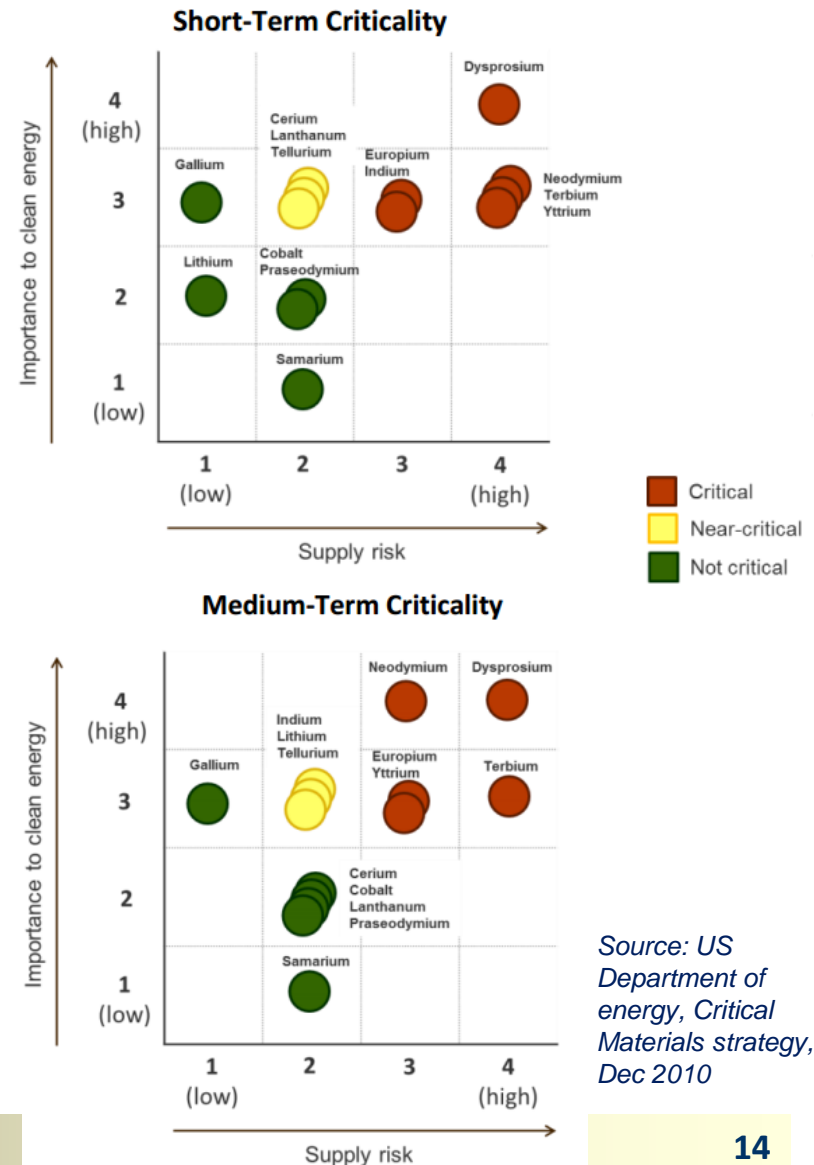 Short-Term Criticality
Importance to clean energy
4
(high)
3
2
1
(low)
Dysprosium
Cerium
Lanthanum
Tellurium
Gallium
Europium
Indium
Neodymium
Terbium
Yttrium
Lithium
Cobalt
Praseodymium
Samarium
1
(low)
2
3
4
(high)
Supply risk
Critical
Near-critical
Not critical
Medium-Term Criticality
Importance to clean energy
4
(high)
3
2
1
(low)
Neodymium
Dysprosium
Indium
Lithium
Tellurium
Gallium
Europium
Yttrium
Terbium
Cerium
Cobalt
Lanthanum
Praseodymium
Samarium
1
(low)
2
3
4
(high)
Supply risk
Source: US
Department of
energy, Critical
Materials strategy,
Dec 2010
14